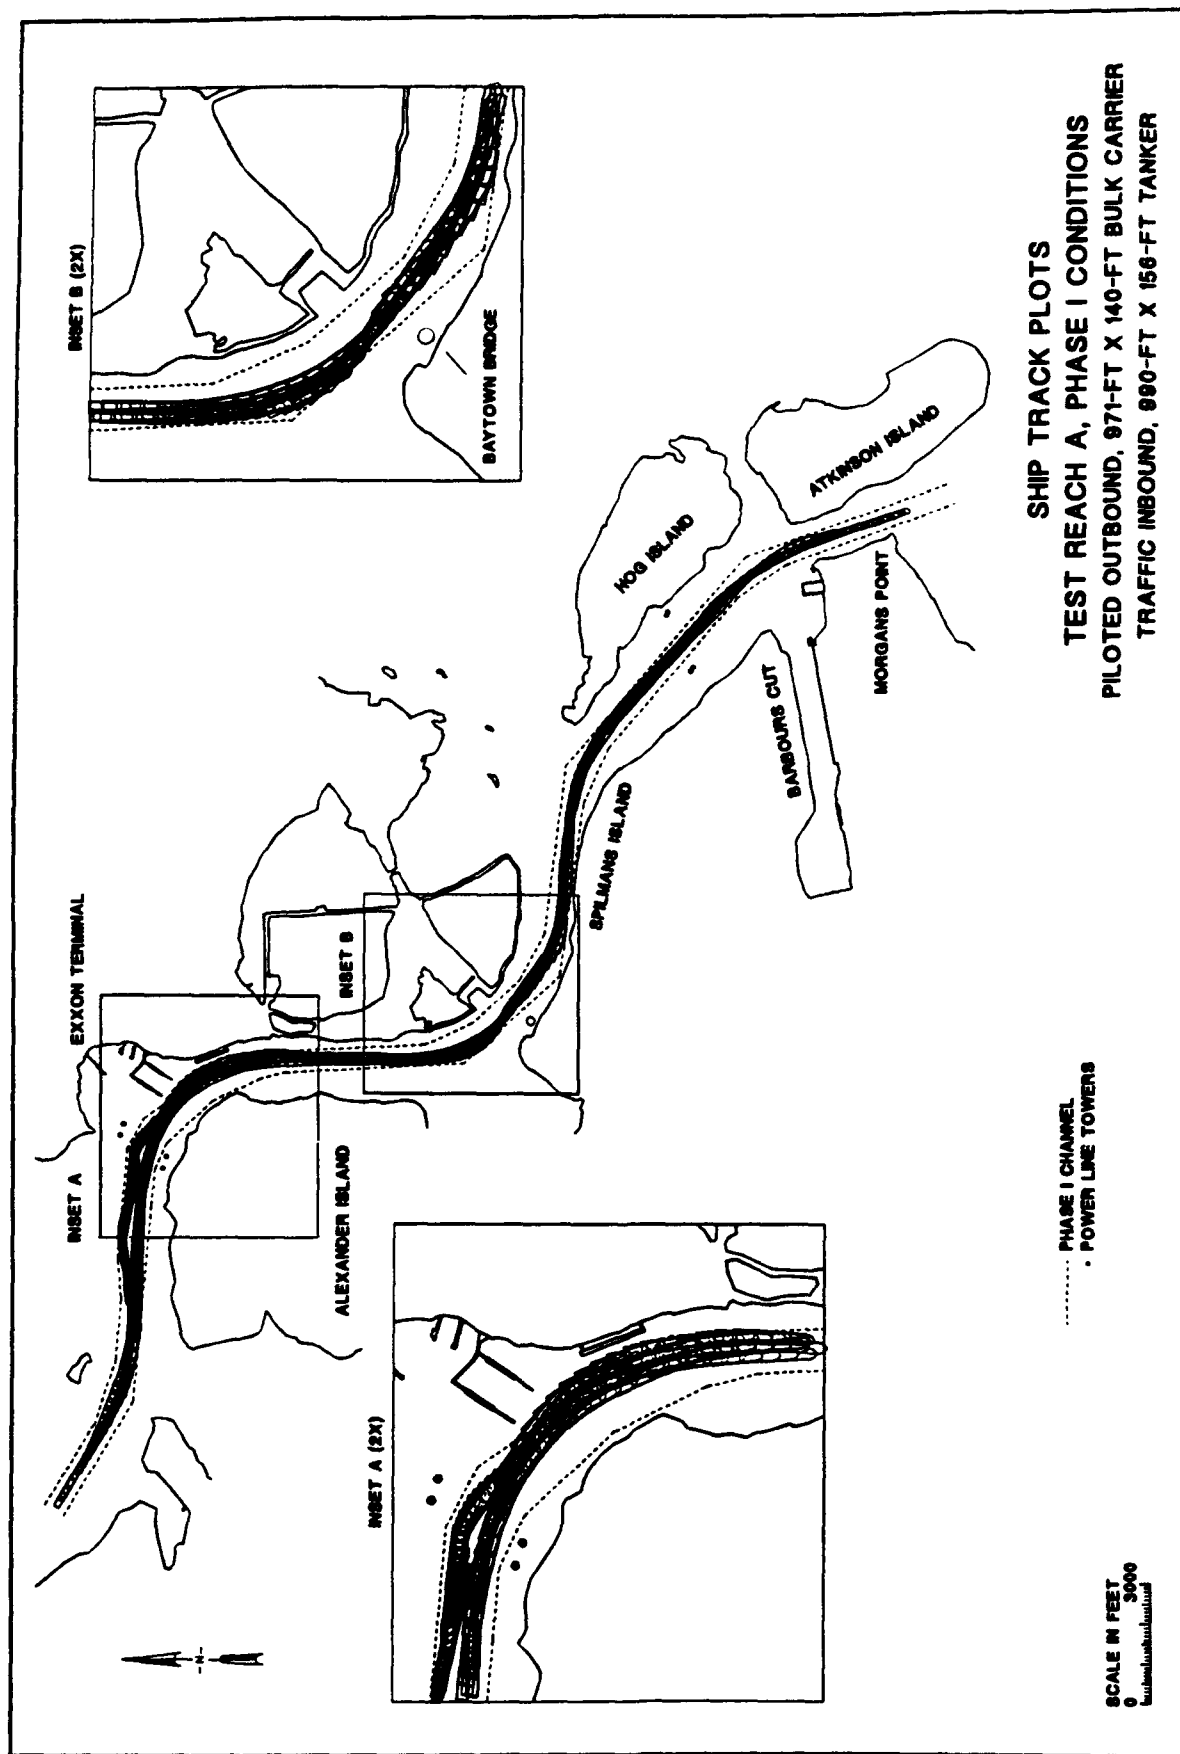 INSET A
EXXON TERMINAL
INSET B (2X)
INSET B
BAYTOWN BRIDGE
ALEXANDER ISLAND
INSET A (2X)
-N-
SPILMANS ISLAND
HOG ISLAND
ATKINSON ISLAND
BARBOURS CUT
MORGANS POINT
PHASE I CHANNEL
POWER LINE TOWERS
SCALE IN FEET
0 3000
SHIP TRACK PLOTS
TEST REACH A, PHASE I CONDITIONS
PILOTED OUTBOUND, 971-FT X 140-FT BULK CARRIER
TRAFFIC INBOUND, 990-FT X 156-FT TANKER